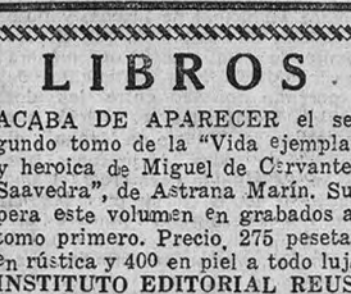 LIBROS
ACABA DE APARECER el se
gundo tomo de la "Vida ejempla
y heroica de Miguel de Cervante
Saavedra", de Astrana Marín. Su
pera este volumen en grabados a
tomo primero. Precio, 275 peseta
en rústica y 400 en piel a todo luj
INSTITUTO EDITORIAL REUS